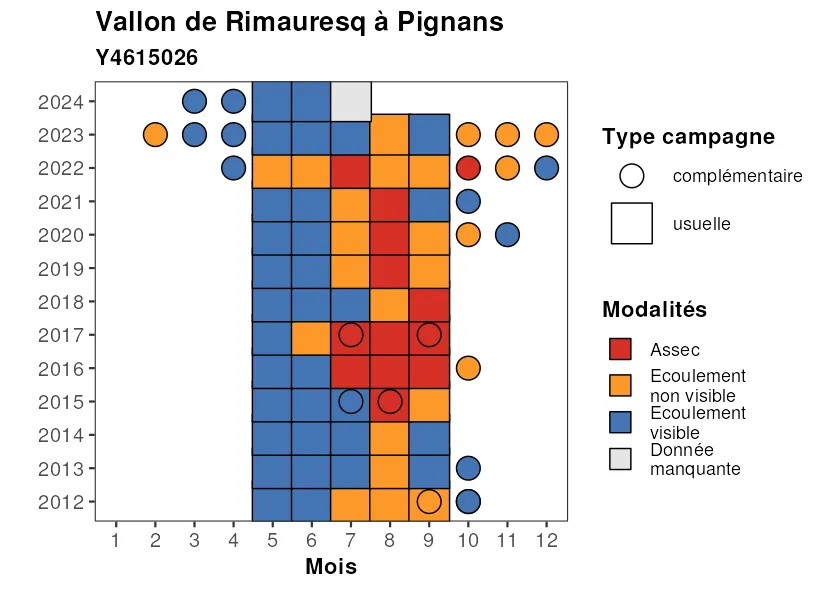 Vallon de Rimauresq à Pignans
Y4615026
2024
2023
2022
2021
2020
2019
2018
2017
2016
2015
2014
2013
2012
1 2 3 4 5 6 7 8 9 10 11 12
Mois
Type campagne
complémentaire
usuelle
Modalités
Assec
Ecoulement
non visible
Ecoulement
visible
Donnée
manquante